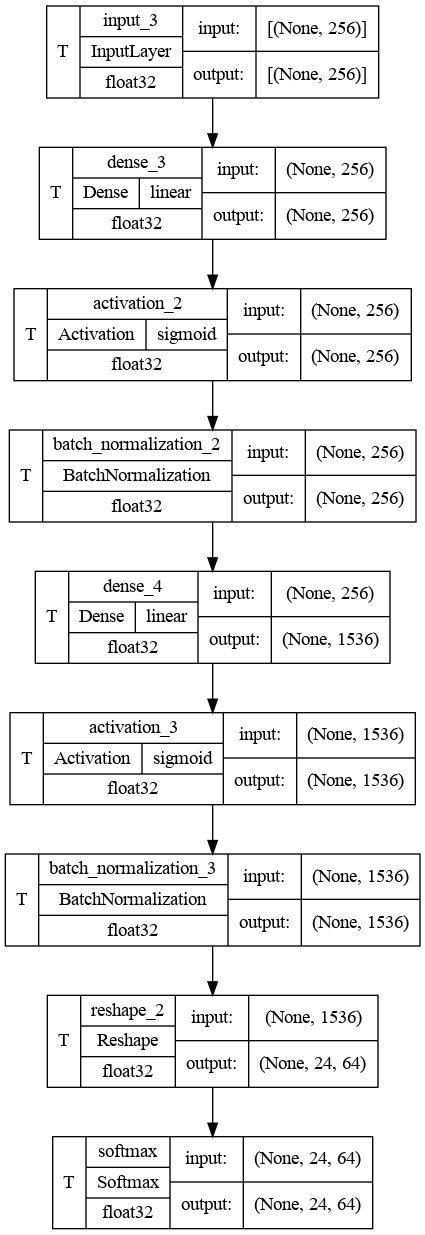 T input_3 input: [(None, 256)]
InputLayer
float32 output: [(None, 256)]
T dense_3 input: (None, 256)
Dense linear
float32 output: (None, 256)
T activation_2 input: (None, 256)
Activation sigmoid
float32 output: (None, 256)
T batch_normalization_2 input: (None, 256)
BatchNormalization
float32 output: (None, 256)
T dense_4 input: (None, 256)
Dense linear
float32 output: (None, 1536)
T activation_3 input: (None, 1536)
Activation sigmoid
float32 output: (None, 1536)
T batch_normalization_3 input: (None, 1536)
BatchNormalization
float32 output: (None, 1536)
T reshape_2 input: (None, 1536)
Reshape
float32 output: (None, 24, 64)
T softmax input: (None, 24, 64)
Softmax
float32 output: (None, 24, 64)